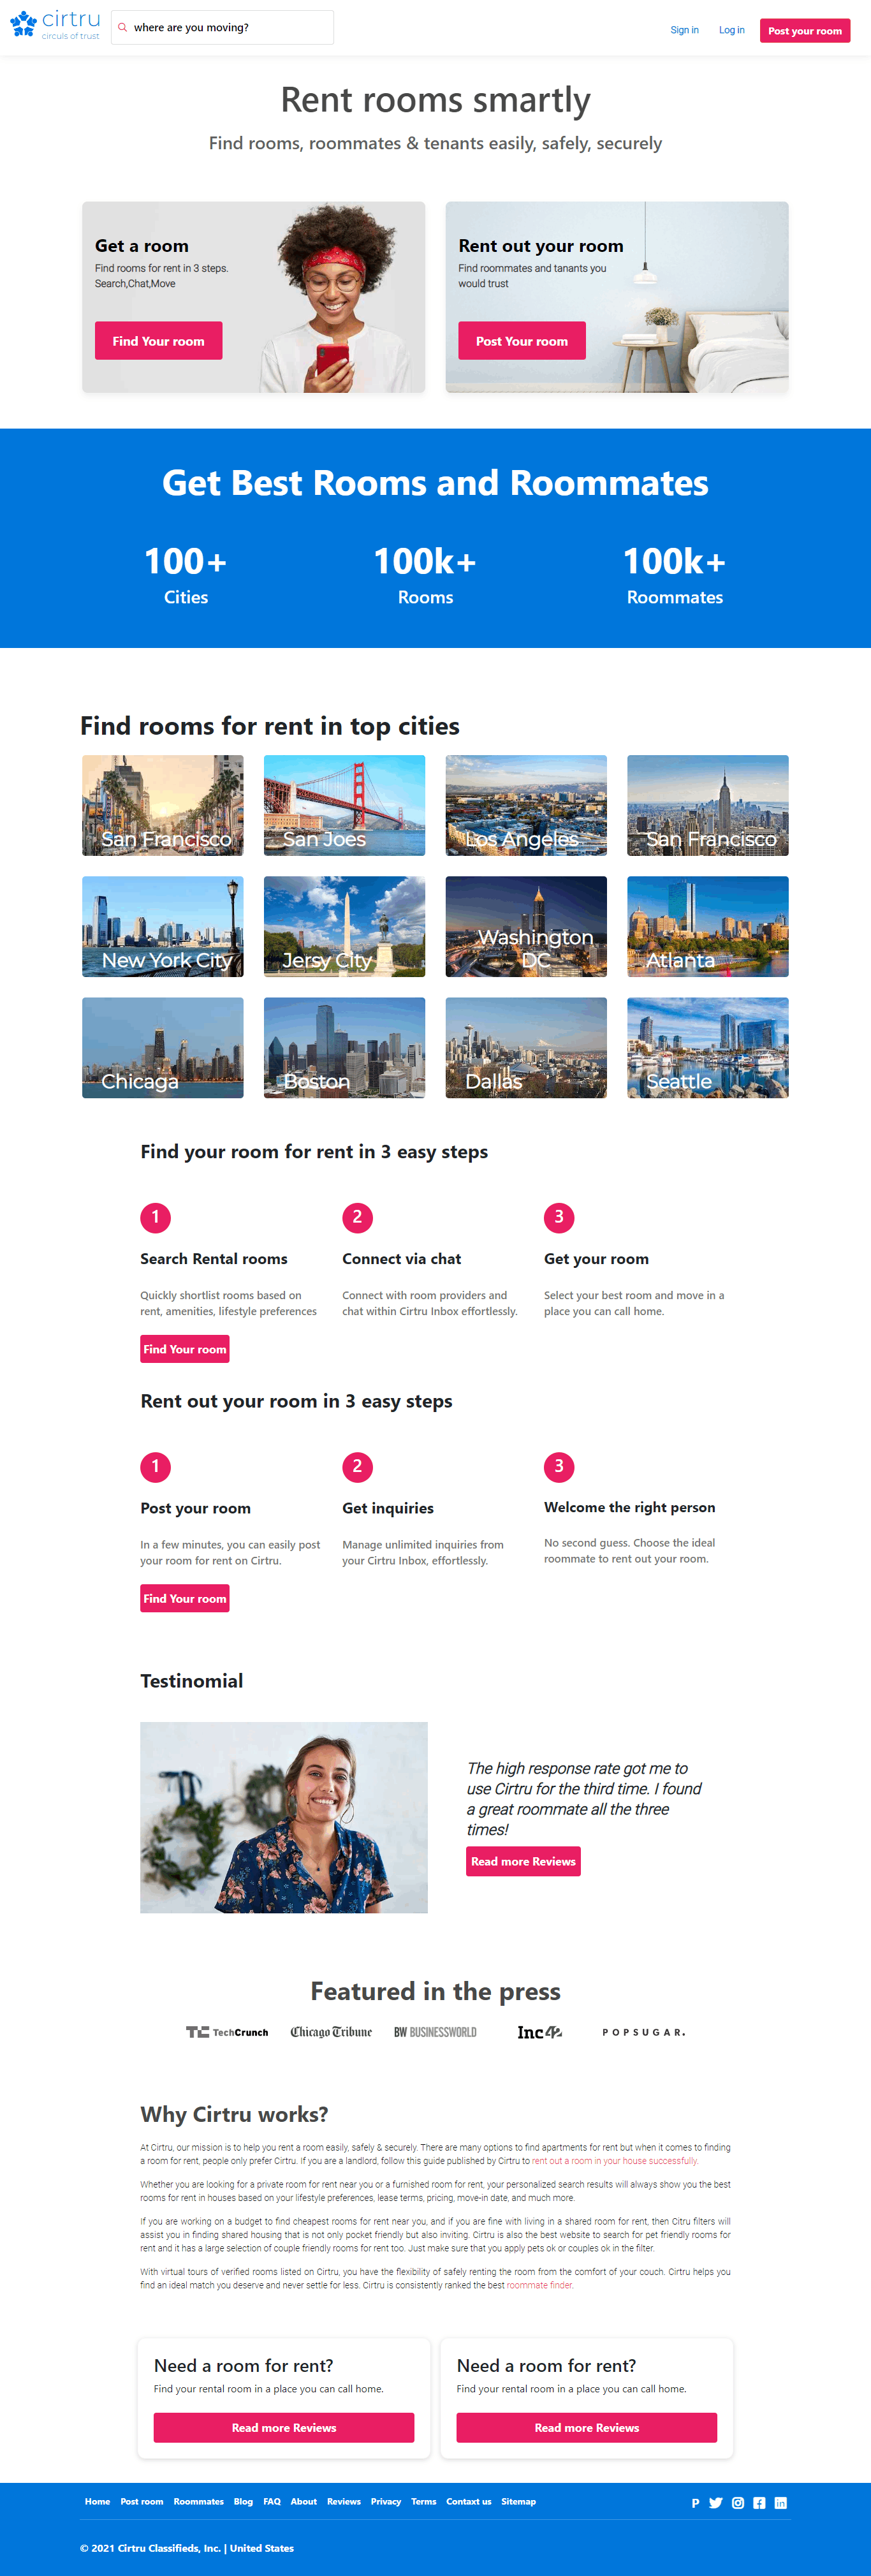 cirtru
circuls of trust
where are you moving?
Sign in
Log in
Post your room
Rent rooms smartly
Find rooms, roommates & tenants easily, safely, securely
Get a room
Find rooms for rent in 3 steps.
Search,Chat,Move
Find Your room
Rent out your room
Find roommates and tanants you
would trust
Post Your room
Get Best Rooms and Roommates
100+
Cities
100k+
Rooms
100k+
Roommates
Find rooms for rent in top cities
San Francisco
San Joes
Los Angeles
San Francisco
New York City
Jersy City
Washington
DC
Atlanta
Chicaga
Boston
Dallas
Seattle
Find your room for rent in 3 easy steps
1
Search Rental rooms
Quickly shortlist rooms based on
rent, amenities, lifestyle preferences
2
Connect via chat
Connect with room providers and
chat within Cirtru Inbox effortlessly.
3
Get your room
Select your best room and move in a
place you can call home.
Find Your room
Rent out your room in 3 easy steps
1
Post your room
In a few minutes, you can easily post
your room for rent on Cirtru.
2
Get inquiries
Manage unlimited inquiries from
your Cirtru Inbox, effortlessly.
3
Welcome the right person
No second guess. Choose the ideal
roommate to rent out your room.
Find Your room
Testinomial
The high response rate got me to
use Cirtru for the third time. I found
a great roommate all the three
times!
Read more Reviews
Featured in the press
TC TechCrunch
Chicago Tribune
BW BUSINESSWORLD
Inc42
POPSUGAR.
Why Cirtru works?
At Cirtru, our mission is to help you rent a room easily, safely & securely. There are many options to find apartments for rent but when it comes to finding
a room for rent, people only prefer Cirtru. If you are a landlord, follow this guide published by Cirtru to rent out a room in your house successfully.
Whether you are looking for a private room for rent near you or a furnished room for rent, your personalized search results will always show you the best
rooms for rent in houses based on your lifestyle preferences, lease terms, pricing, move-in date, and much more.
If you are working on a budget to find cheapest rooms for rent near you, and if you are fine with living in a shared room for rent, then Citru filters will
assist you in finding shared housing that is not only pocket friendly but also inviting. Cirtru is also the best website to search for pet friendly rooms for
rent and it has a large selection of couple friendly rooms for rent too. Just make sure that you apply pets ok or couples ok in the filter.
With virtual tours of verified rooms listed on Cirtru, you have the flexibility of safely renting the room from the comfort of your couch. Cirtru helps you
find an ideal match you deserve and never settle for less. Cirtru is consistently ranked the best roommate finder.
Need a room for rent?
Find your rental room in a place you can call home.
Read more Reviews
Need a room for rent?
Find your rental room in a place you can call home.
Read more Reviews
Home Post room Roommates Blog FAQ About Reviews Privacy Terms Contaxt us Sitemap
© 2021 Cirtru Classifieds, Inc. | United States